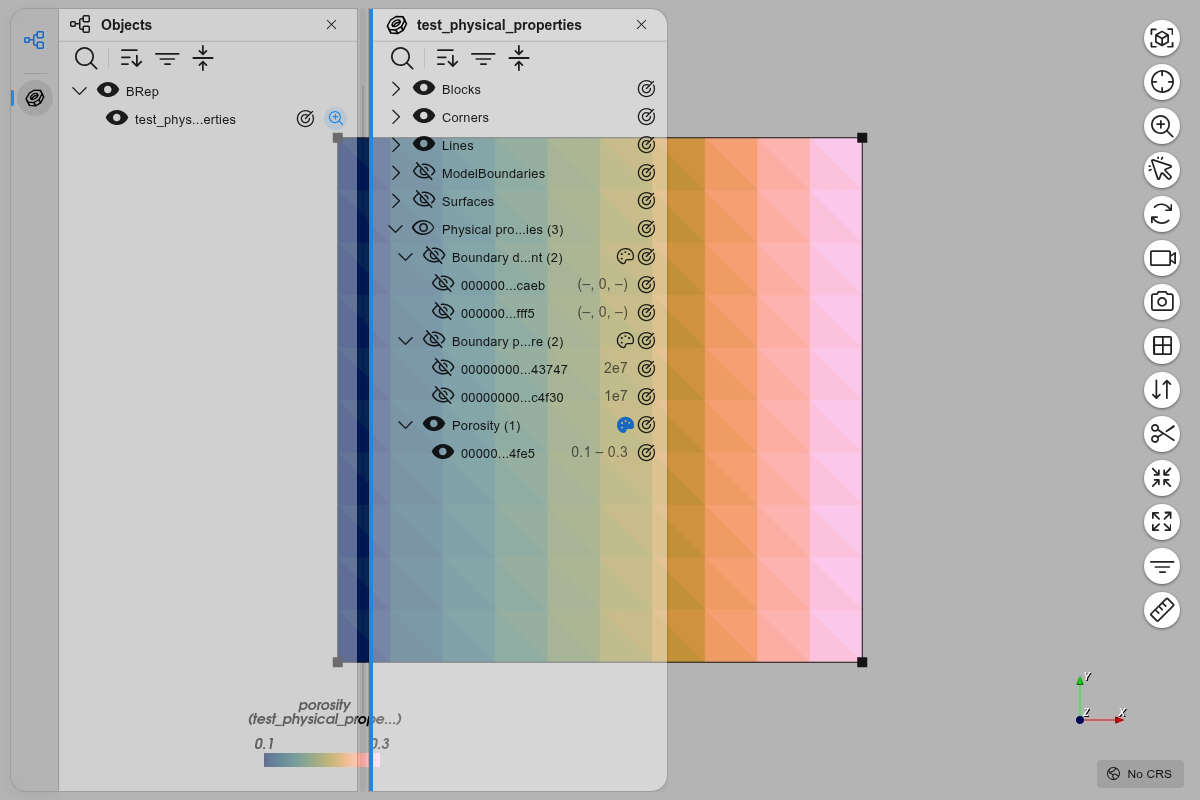 Objects
BRep
test_phys...erties
test_physical_properties
Blocks
Corners
Lines
ModelBoundaries
Surfaces
Physical pro...ies (3)
Boundary d...nt (2)
000000...caeb (–, 0, –)
000000...fff5 (–, 0, –)
Boundary p...re (2)
00000000...43747 2e7
00000000...c4f30 1e7
Porosity (1)
00000...4fe5 0.1 – 0.3
porosity
(test_physical_prope...)
0.1 0.3
Y
Z X
No CRS